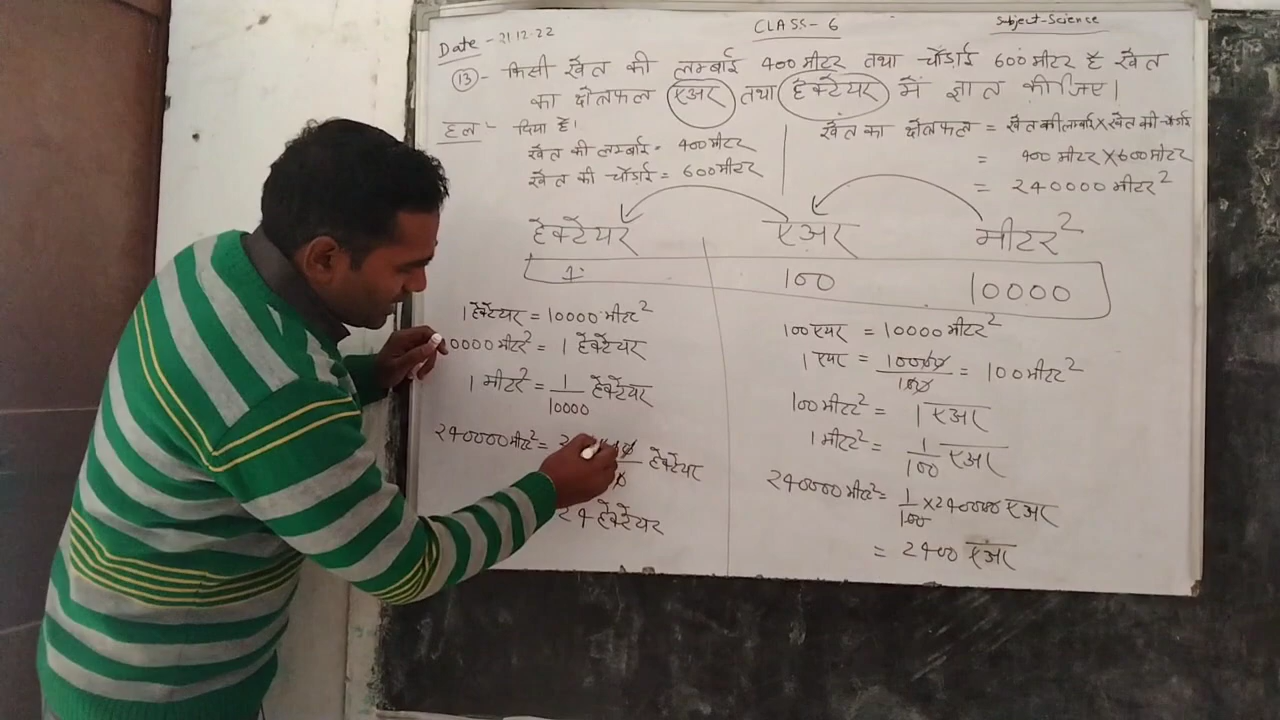 Date - 21.12.22
CLASS- 6
Subject-Science
(13)- किसी खेत की लम्बाई 400 मीटर तथा चौड़ाई 600 मीटर है खेत
का क्षेत्रफल एअर तथा हेक्टेयर में ज्ञात कीजिए।
हल - दिया है।
खेत की लम्बाई = 400 मीटर
खेत की चौड़ाई = 600 मीटर
खेत का क्षेत्रफल = खेत की लम्बाई × खेत की चौड़ाई
= 400 मीटर × 600 मीटर
= 240000 मीटर²
हेक्टेयर एअर मीटर²
1 100 10000
1 हेक्टेयर = 10000 मीटर²
0000 मीटर² = 1 हेक्टेयर
1 मीटर² = 1/10000 हेक्टेयर
240000 मीटर² = हेक्टेयर
24 हेक्टेयर
100 एयर = 10000 मीटर²
1 एयर = 10000/100 = 100 मीटर²
100 मीटर² = 1 एअर
1 मीटर² = 1/100 एअर
240000 मीटर² = 1/100 × 240000 एअर
= 2400 एअर